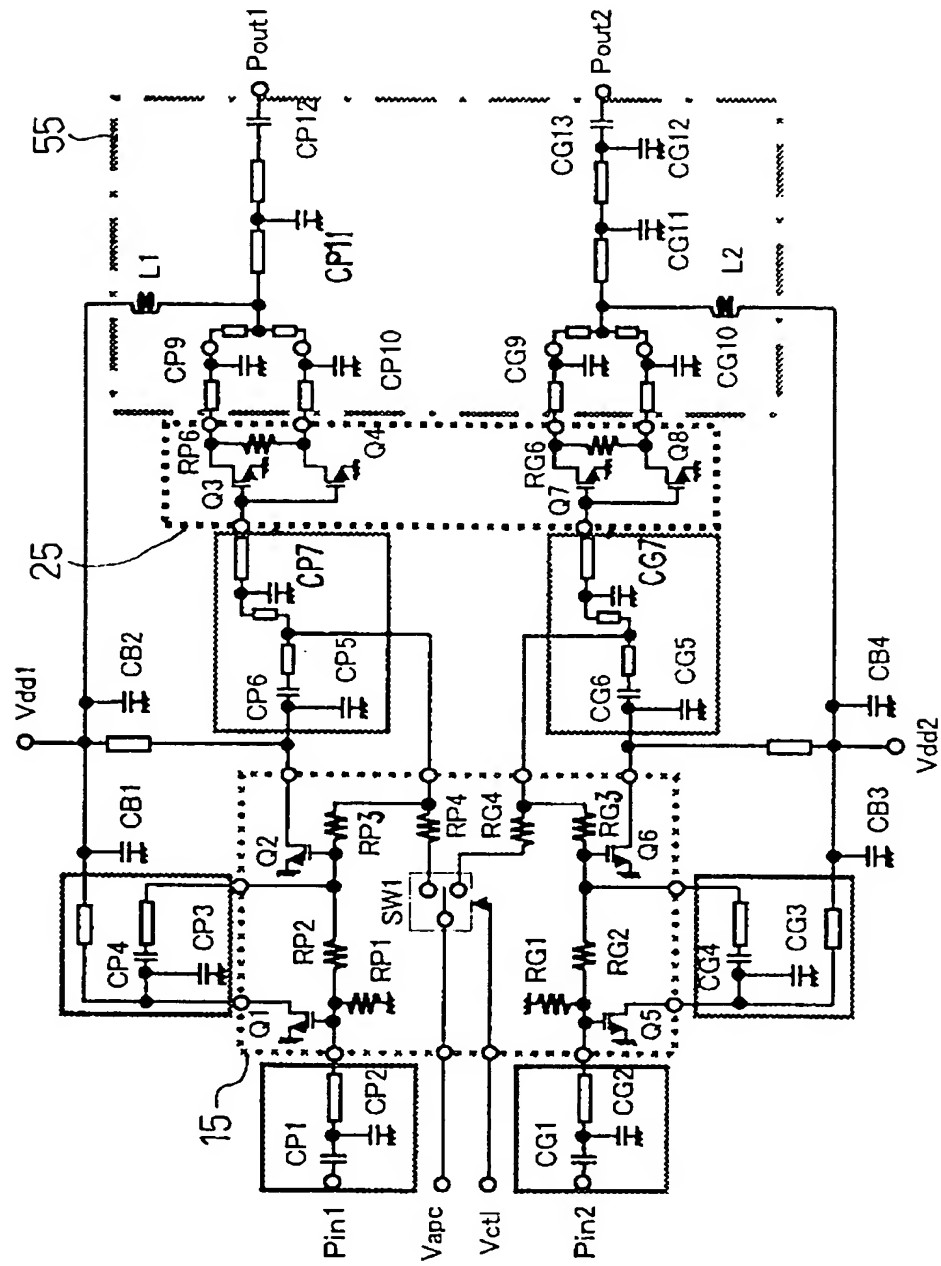 55
Pout1
Pout2
CP12
CG13
CG12
CP11
CG11
L1
L2
CP9
CP10
CG9
CG10
RP6
Q4
RG6
Q8
Q3
Q7
25
CP7
CG7
CP6
CP5
CG6
CG5
Vdd1
CB2
CB4
Vdd2
CB1
CB3
Q2
RP3
RP4
RG4
RG3
Q6
SW1
CP4
CP3
RP2
RP1
RG1
RG2
CG4
CG3
Q1
Q5
15
CP1
CP2
CG1
CG2
Pin1
Vapc
Vctl
Pin2